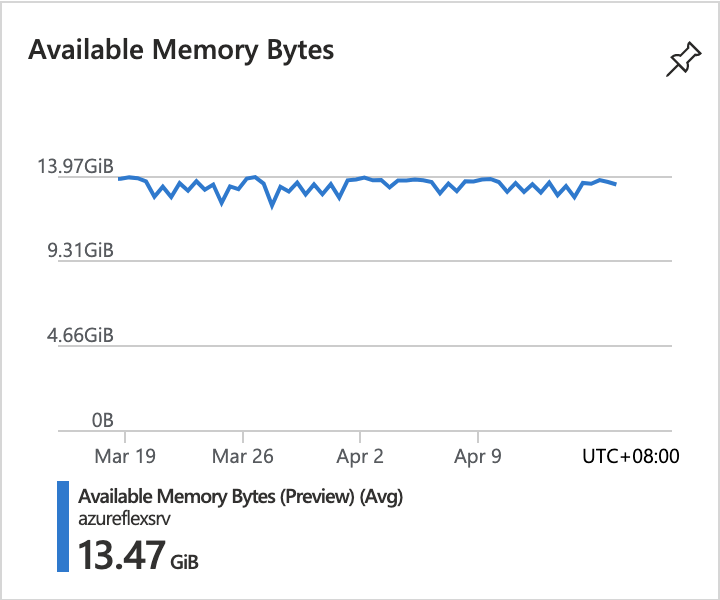 Available Memory Bytes
13.97GiB
9.31GiB
4.66GiB
0B
Mar 19 Mar 26 Apr 2 Apr 9 UTC+08:00
Available Memory Bytes (Preview) (Avg)
azureflexsrv
13.47 GiB